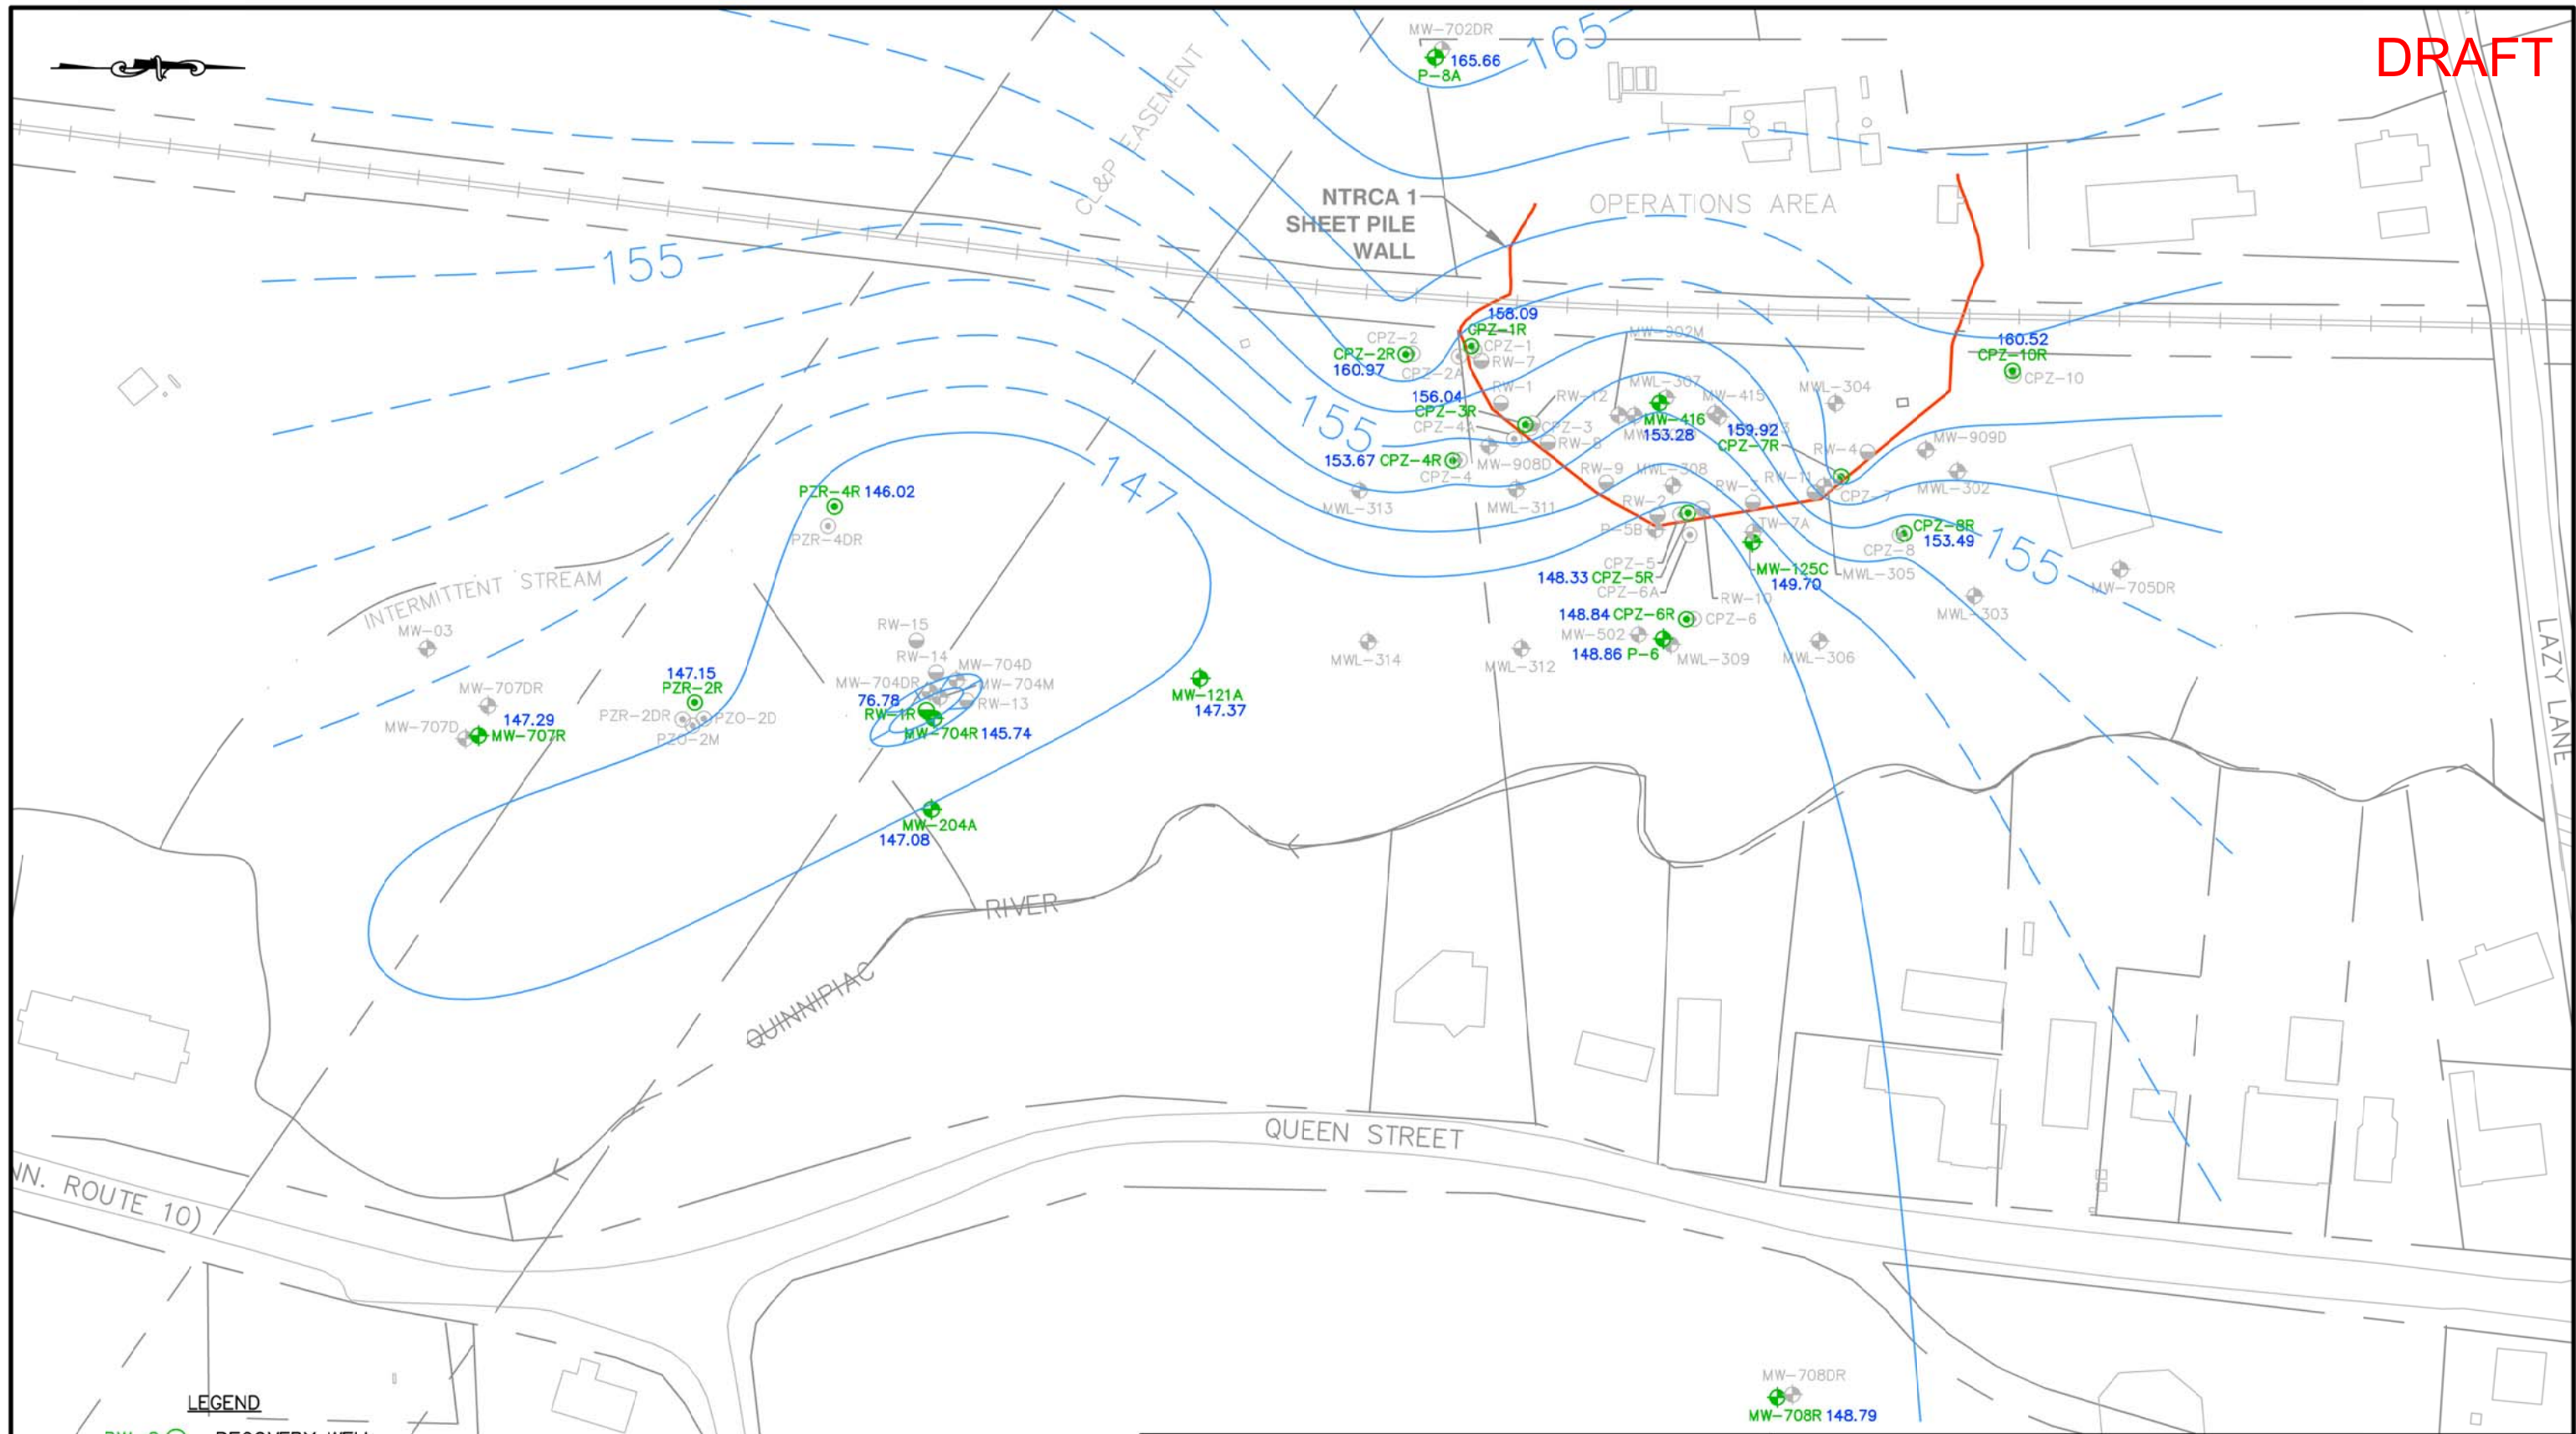 DRAFT
MW-702DR
165.66
P-8A
165
CL&P EASEMENT
NTRCA 1
SHEET PILE
WALL
OPERATIONS AREA
155
158.09
CPZ-1R
CPZ-1
RW-7
CPZ-2
CPZ-2R
160.97
CPZ-2A
MW-902M
160.52
CPZ-10R
CPZ-10
RW-1
156.04
CPZ-3R
CPZ-4A
CPZ-3
RW-12
RW-8
MWL-307
MW-415
MW-416
153.28
MWL-304
159.92
CPZ-7R
RW-4
MW-909D
155
153.67 CPZ-4R
CPZ-4
MW-908D
RW-9
MWL-308
RW-3
RW-11
CPZ-7
MWL-302
147
PZR-4R 146.02
PZR-4DR
MWL-313
MWL-311
RW-2
P-5B
TW-7A
CPZ-8R
153.49
CPZ-8
155
CPZ-5
148.33 CPZ-5R
CPZ-6A
RW-10
MW-125C
149.70
MWL-305
MW-705DR
MWL-303
INTERMITTENT STREAM
MW-03
RW-15
RW-14
MW-704D
148.84 CPZ-6R
CPZ-6
MW-502
148.86 P-6
MWL-309
MWL-306
MWL-314
MWL-312
LAZY LANE
MW-707DR
147.29
MW-707D
MW-707R
147.15
PZR-2R
PZR-2DR
PZO-2D
PZO-2M
MW-704DR
MW-704M
76.78
RW-1R
RW-13
MW-704R 145.74
MW-121A
147.37
MW-204A
147.08
QUINNIPIAC
RIVER
QUEEN STREET
NN. ROUTE 10)
MW-708DR
MW-708R 148.79
LEGEND
RECOVERY WELL